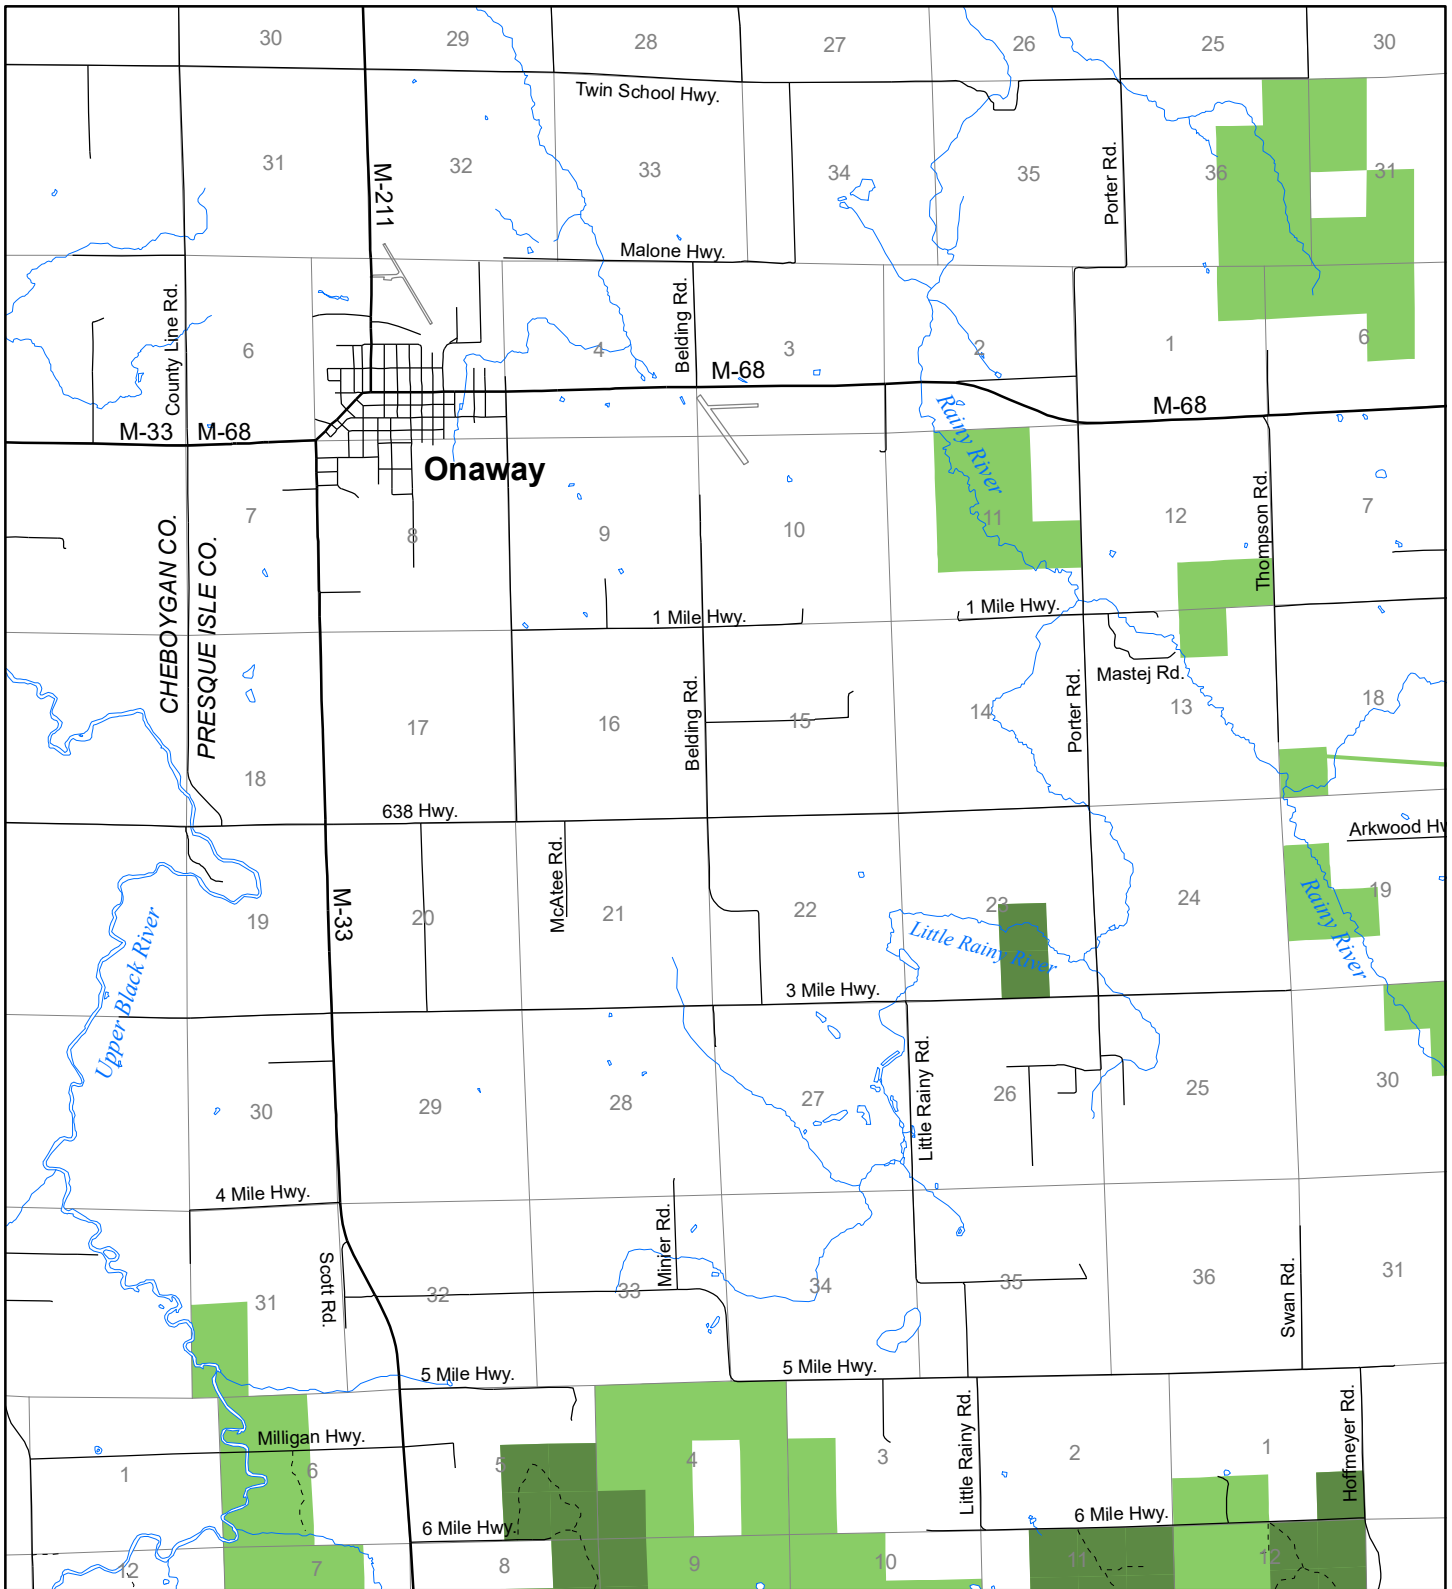 30
29
28
27
26
25
30
Twin School Hwy.
31
M-211
32
33
34
35
Porter Rd.
36
31
Malone Hwy.
County Line Rd.
6
4
Belding Rd.
3
2
1
6
M-68
M-68
M-33
M-68
Rainy River
Onaway
7
8
9
10
11
12
Thompson Rd.
7
CHEBOYGAN CO.
PRESQUE ISLE CO.
1 Mile Hwy.
1 Mile Hwy.
Mastej Rd.
18
17
16
Belding Rd.
15
14
Porter Rd.
13
18
638 Hwy.
Arkwood Hw
McAtee Rd.
M-33
19
20
21
22
23
24
19
Upper Black River
Little Rainy River
Rainy River
3 Mile Hwy.
30
29
28
27
Little Rainy Rd.
26
25
30
4 Mile Hwy.
Scott Rd.
31
32
33
Minier Rd.
34
35
36
Swan Rd.
31
5 Mile Hwy.
5 Mile Hwy.
Milligan Hwy.
1
6
5
4
3
Little Rainy Rd.
2
1
Hoffmeyer Rd.
6 Mile Hwy.
6 Mile Hwy.
12
7
8
9
10
11
12